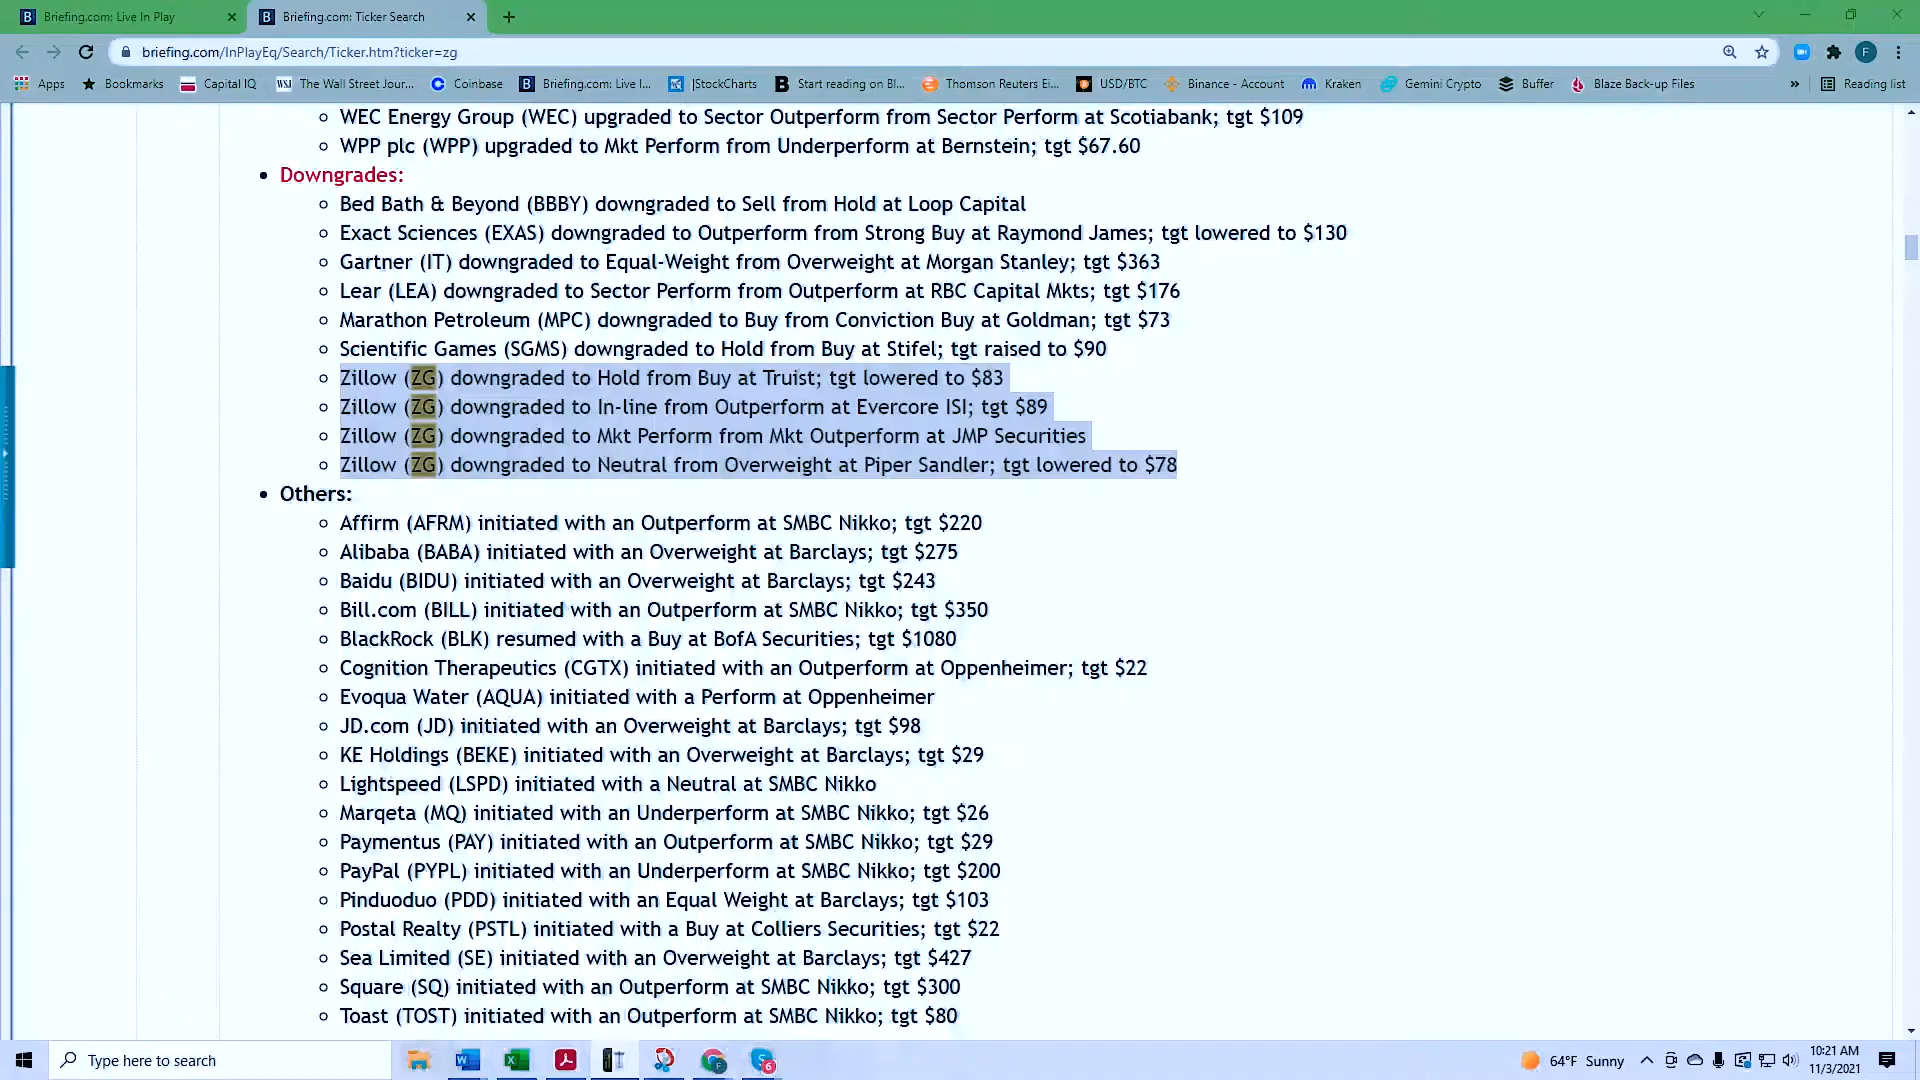 Briefing.com: Live In Play
Briefing.com: Ticker Search
briefing.com/InPlayEq/Search/Ticker.htm?ticker=zg
Apps Bookmarks Capital IQ The Wall Street Jour... Coinbase Briefing.com: Live I... |StockCharts Start reading on Bl... Thomson Reuters Ei... USD/BTC Binance - Account Kraken Gemini Crypto Buffer Blaze Back-up Files » Reading list
WEC Energy Group (WEC) upgraded to Sector Outperform from Sector Perform at Scotiabank; tgt $109
WPP plc (WPP) upgraded to Mkt Perform from Underperform at Bernstein; tgt $67.60
Downgrades:
Bed Bath & Beyond (BBBY) downgraded to Sell from Hold at Loop Capital
Exact Sciences (EXAS) downgraded to Outperform from Strong Buy at Raymond James; tgt lowered to $130
Gartner (IT) downgraded to Equal-Weight from Overweight at Morgan Stanley; tgt $363
Lear (LEA) downgraded to Sector Perform from Outperform at RBC Capital Mkts; tgt $176
Marathon Petroleum (MPC) downgraded to Buy from Conviction Buy at Goldman; tgt $73
Scientific Games (SGMS) downgraded to Hold from Buy at Stifel; tgt raised to $90
Zillow (ZG) downgraded to Hold from Buy at Truist; tgt lowered to $83
Zillow (ZG) downgraded to In-line from Outperform at Evercore ISI; tgt $89
Zillow (ZG) downgraded to Mkt Perform from Mkt Outperform at JMP Securities
Zillow (ZG) downgraded to Neutral from Overweight at Piper Sandler; tgt lowered to $78
Others:
Affirm (AFRM) initiated with an Outperform at SMBC Nikko; tgt $220
Alibaba (BABA) initiated with an Overweight at Barclays; tgt $275
Baidu (BIDU) initiated with an Overweight at Barclays; tgt $243
Bill.com (BILL) initiated with an Outperform at SMBC Nikko; tgt $350
BlackRock (BLK) resumed with a Buy at BofA Securities; tgt $1080
Cognition Therapeutics (CGTX) initiated with an Outperform at Oppenheimer; tgt $22
Evoqua Water (AQUA) initiated with a Perform at Oppenheimer
JD.com (JD) initiated with an Overweight at Barclays; tgt $98
KE Holdings (BEKE) initiated with an Overweight at Barclays; tgt $29
Lightspeed (LSPD) initiated with a Neutral at SMBC Nikko
Marqeta (MQ) initiated with an Underperform at SMBC Nikko; tgt $26
Paymentus (PAY) initiated with an Outperform at SMBC Nikko; tgt $29
PayPal (PYPL) initiated with an Underperform at SMBC Nikko; tgt $200
Pinduoduo (PDD) initiated with an Equal Weight at Barclays; tgt $103
Postal Realty (PSTL) initiated with a Buy at Colliers Securities; tgt $22
Sea Limited (SE) initiated with an Overweight at Barclays; tgt $427
Square (SQ) initiated with an Outperform at SMBC Nikko; tgt $300
Toast (TOST) initiated with an Outperform at SMBC Nikko; tgt $80
Type here to search
64°F Sunny
10:21 AM
11/3/2021